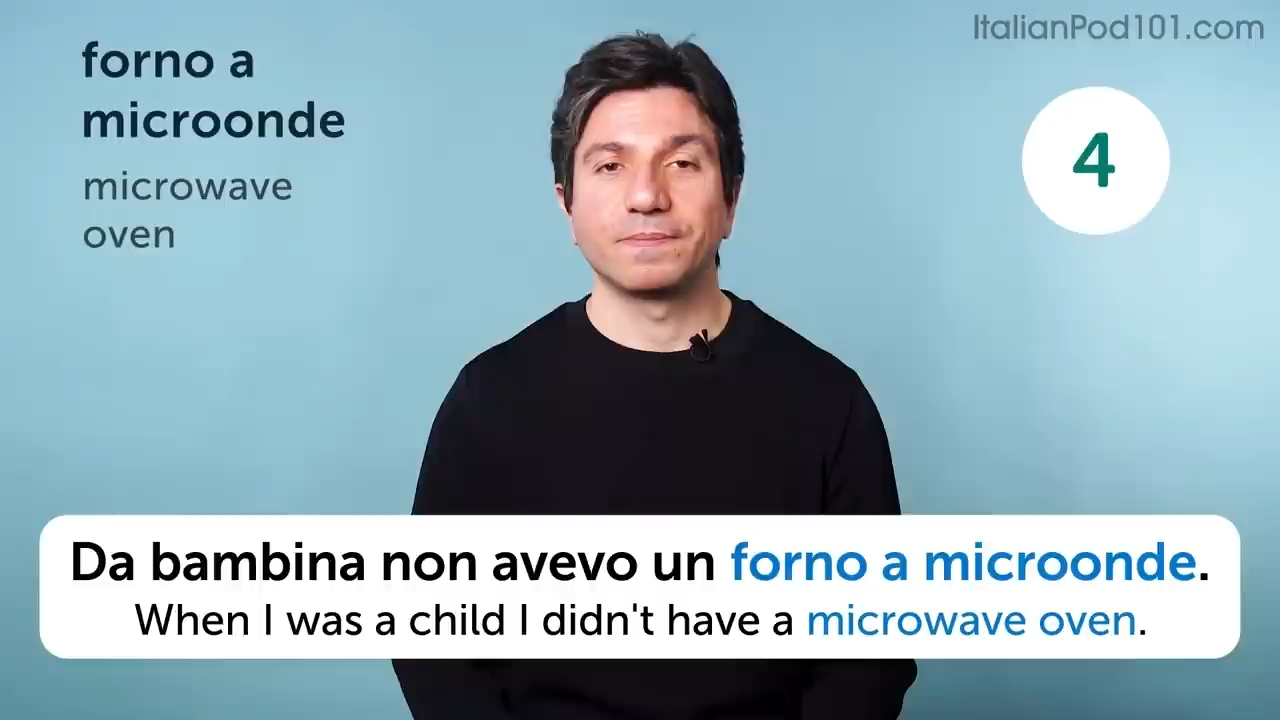 ItalianPod101.com
forno a
microonde
microwave
oven
4
Da bambina non avevo un forno a microonde.
When I was a child I didn't have a microwave oven.